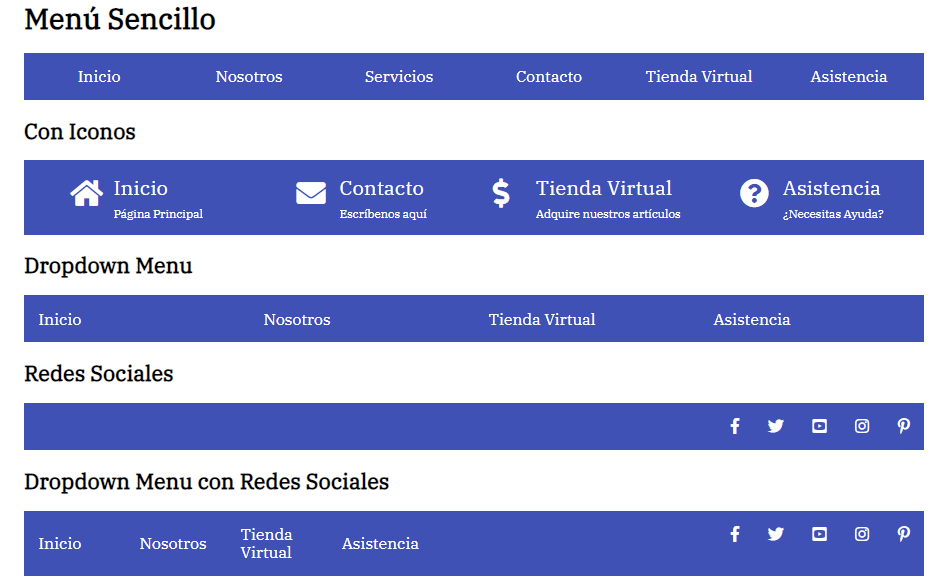 Menú Sencillo
Inicio Nosotros Servicios Contacto Tienda Virtual Asistencia
Con Iconos
Inicio Contacto Tienda Virtual Asistencia
Página Principal Escríbenos aquí Adquire nuestros artículos ¿Necesitas Ayuda?
Dropdown Menu
Inicio Nosotros Tienda Virtual Asistencia
Redes Sociales
Dropdown Menu con Redes Sociales
Inicio Nosotros Tienda Virtual Asistencia